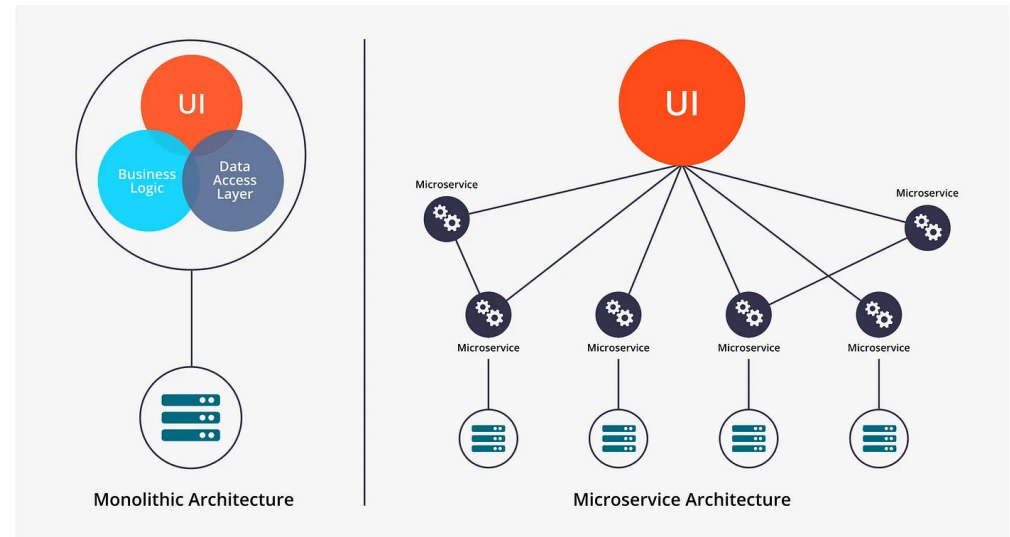 UI
Business
Logic
Data
Access
Layer
Monolithic Architecture
UI
Microservice
Microservice
Microservice
Microservice
Microservice
Microservice
Microservice Architecture